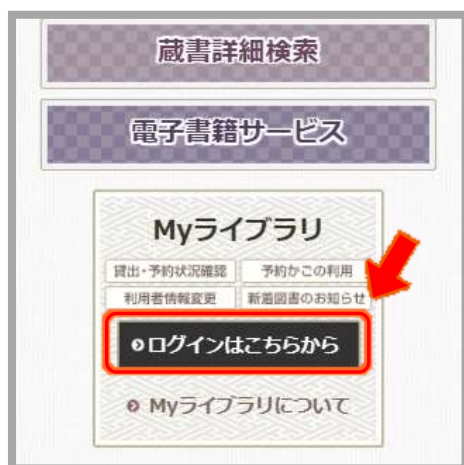 蔵書詳細検索
電子書籍サービス
Myライブラリ
貸出・予約状況確認 予約かごの利用
利用者情報変更 新着図書のお知らせ
ログインはこちらから
Myライブラリについて